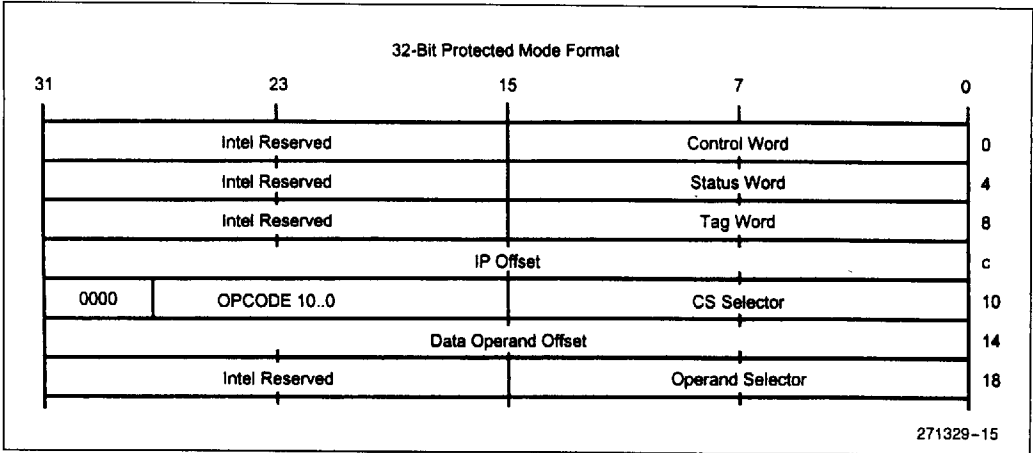 32-Bit Protected Mode Format
31 23 15 7 0
Intel Reserved Control Word 0
Intel Reserved Status Word 4
Intel Reserved Tag Word 8
IP Offset c
0000 OPCODE 10..0 CS Selector 10
Data Operand Offset 14
Intel Reserved Operand Selector 18
271329-15